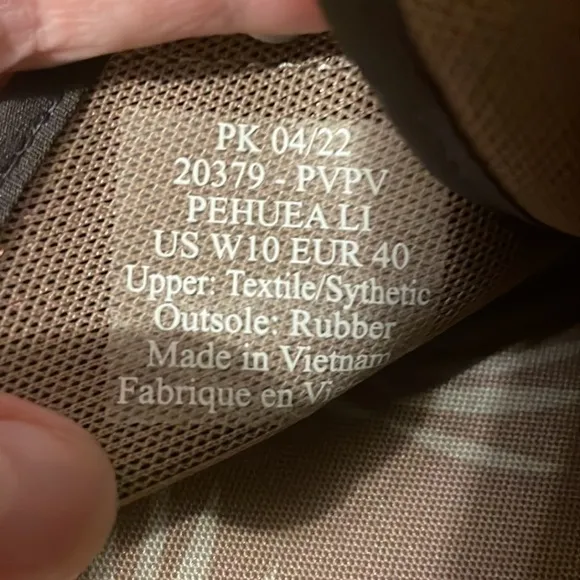 PK 04/22
20379 - PVPV
PEHUEA LI
US W10 EUR 40
Upper: Textile/Sythetic
Outsole: Rubber
Made in Vietnam
Fabrique en